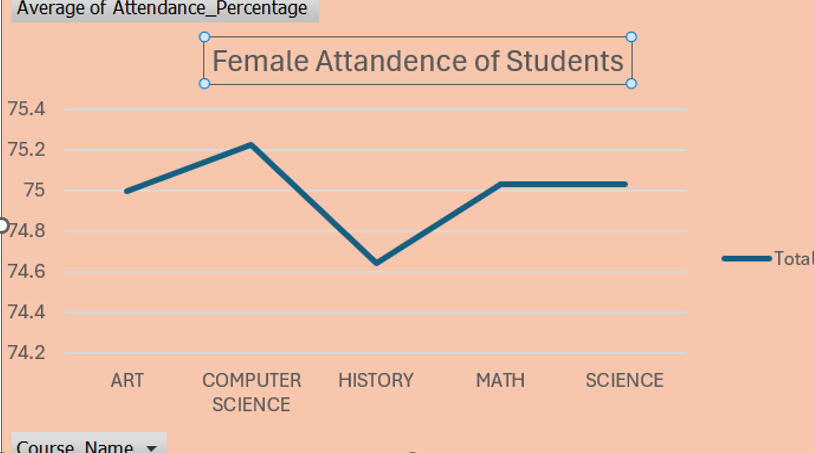 Average of Attendance_Percentage
Female Attandence of Students
75.4
75.2
75
74.8
74.6
74.4
74.2
Total
ART
COMPUTER SCIENCE
HISTORY
MATH
SCIENCE
Course_Name